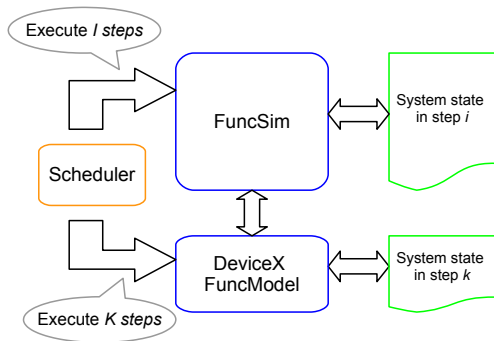 Execute I steps
FuncSim
System state
in step i
Scheduler
DeviceX
FuncModel
System state
in step k
Execute K steps